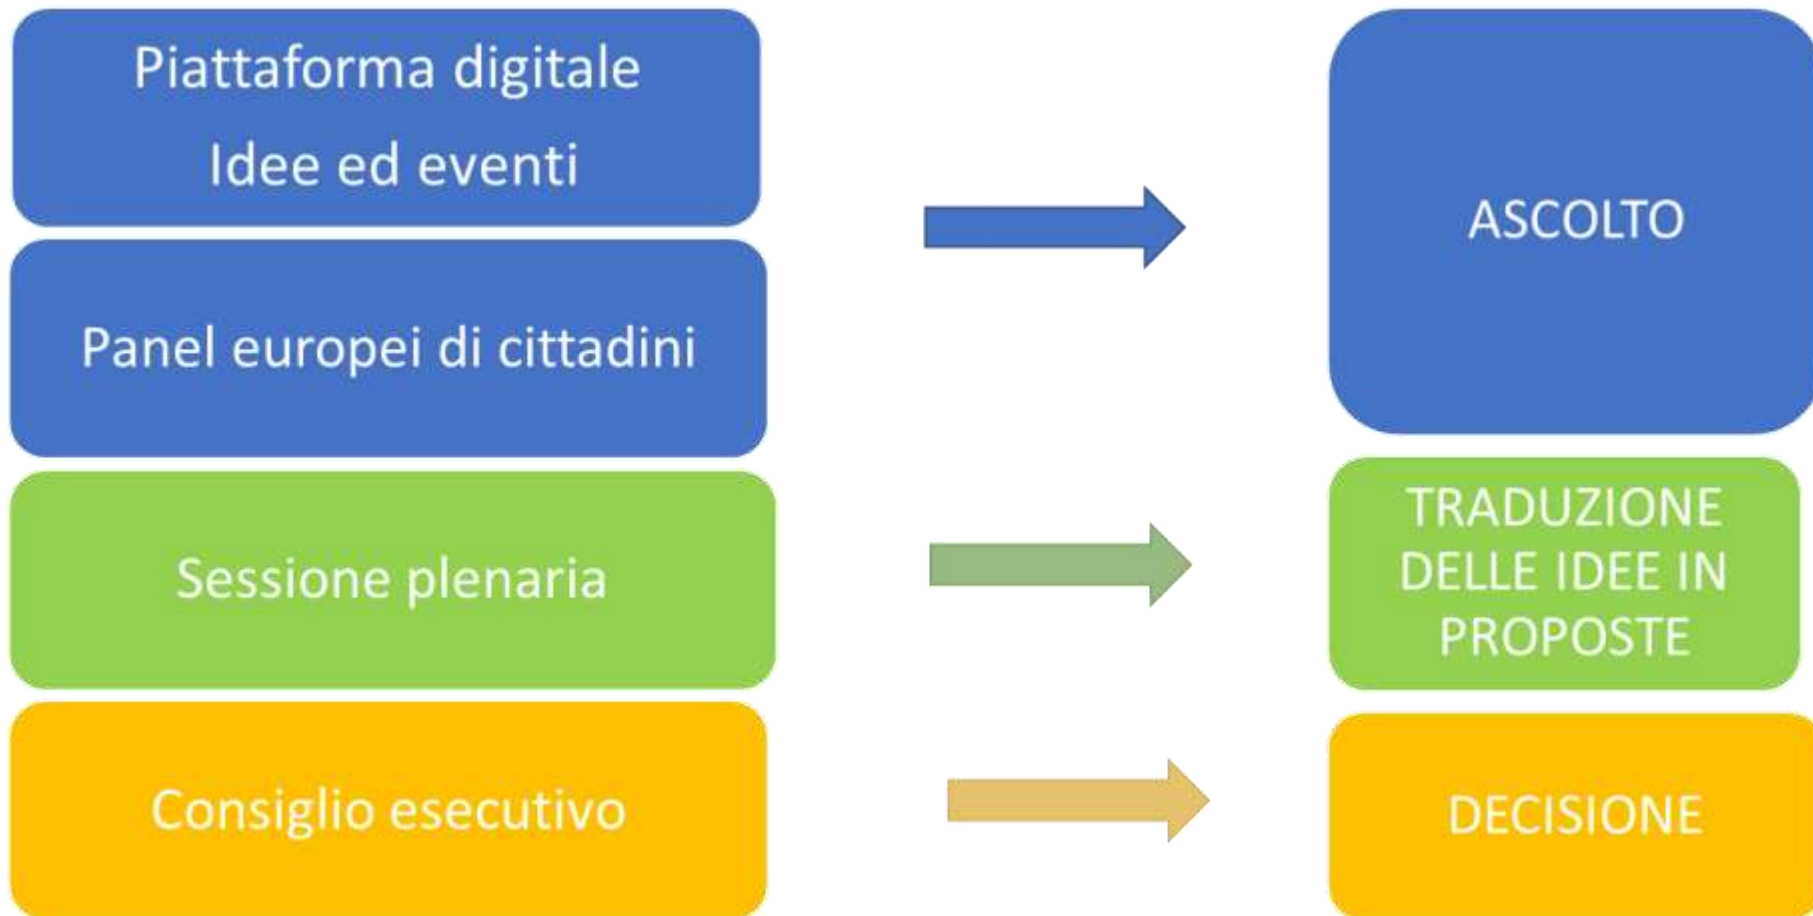 Piattaforma digitale
Idee ed eventi
Panel europei di cittadini
Sessione plenaria
Consiglio esecutivo
ASCOLTO
TRADUZIONE
DELLE IDEE IN
PROPOSTE
DECISIONE